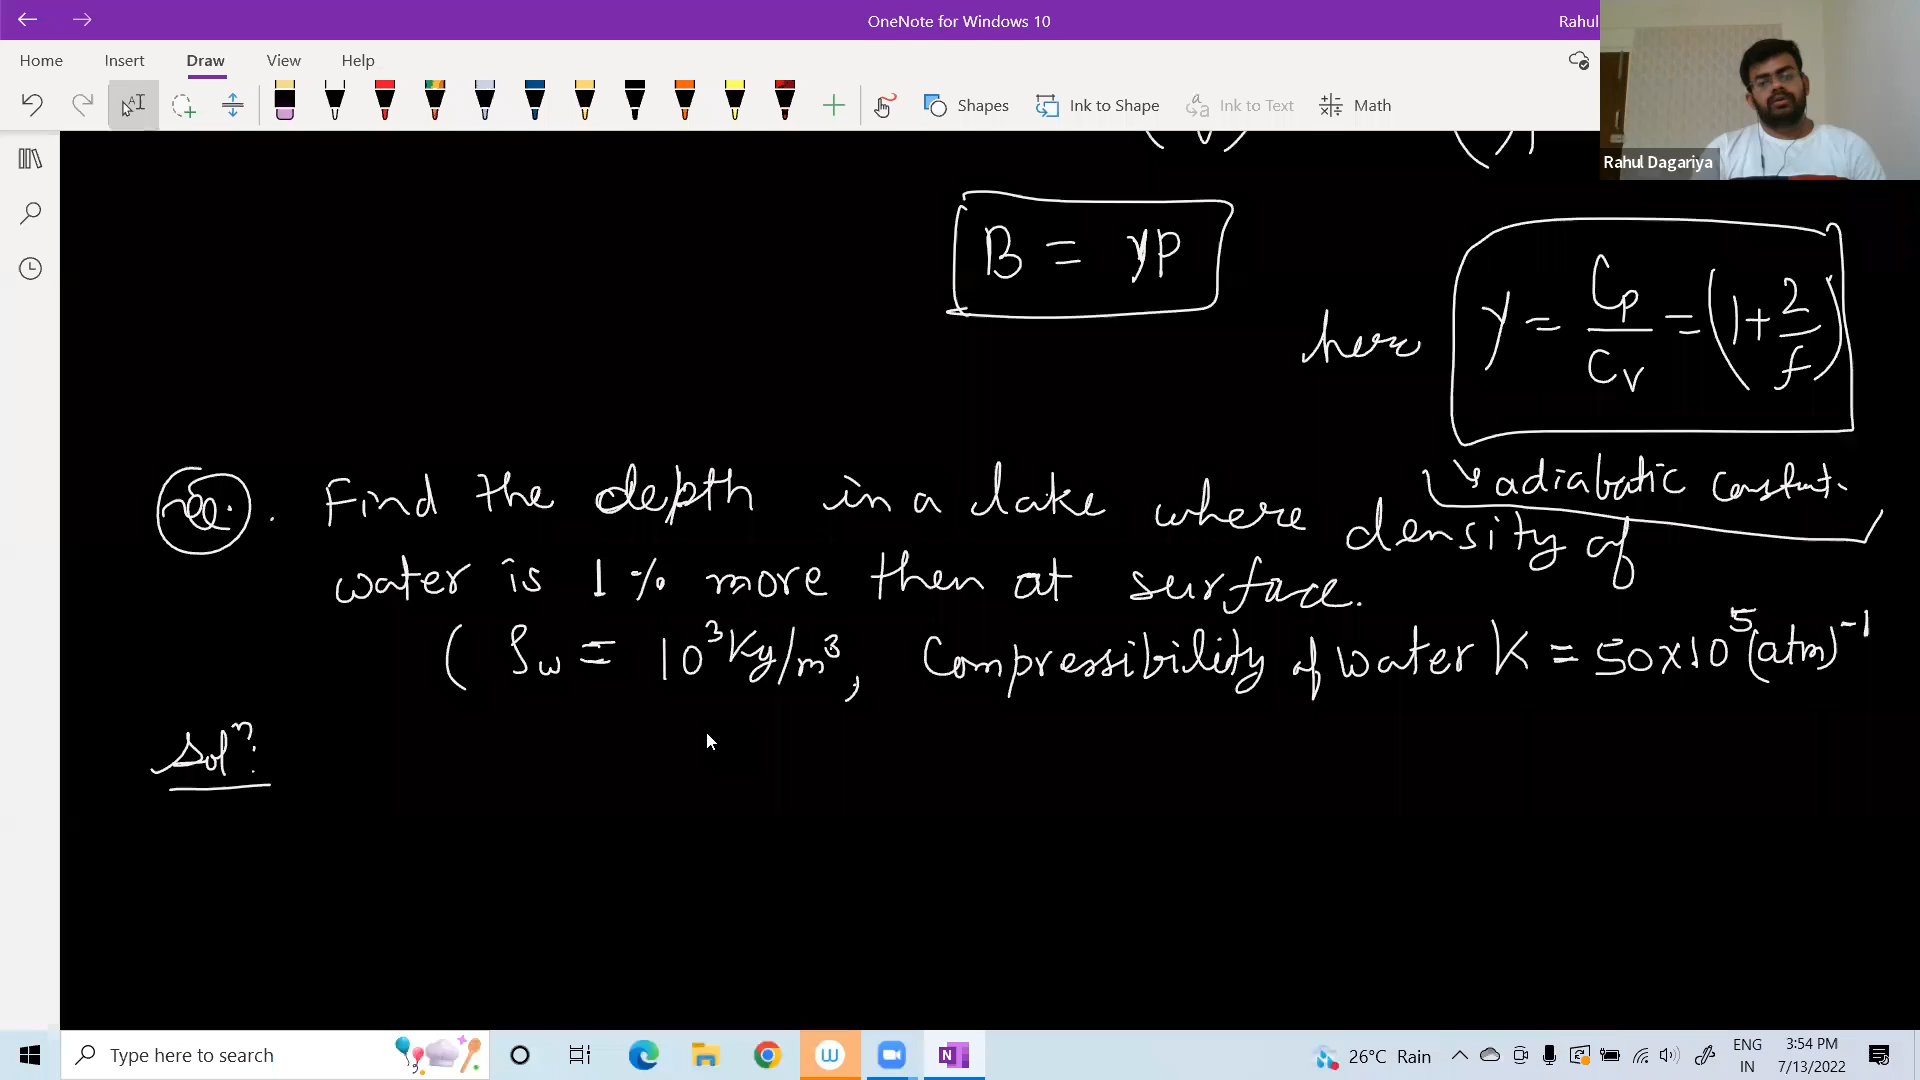 OneNote for Windows 10
Rahul
Home Insert Draw View Help
Shapes Ink to Shape Ink to Text Math
Rahul Dagariya
B = γP
here γ = Cp/Cv = (1+2/f)
adiabatic constant.
Find the depth in a lake where density of
water is 1% more then at surface.
(ρw = 10³ Kg/m³, Compressibility of water K = 50×10⁵(atm)⁻¹
Solⁿ:
Type here to search
26°C Rain
ENG
IN
3:54 PM
7/13/2022